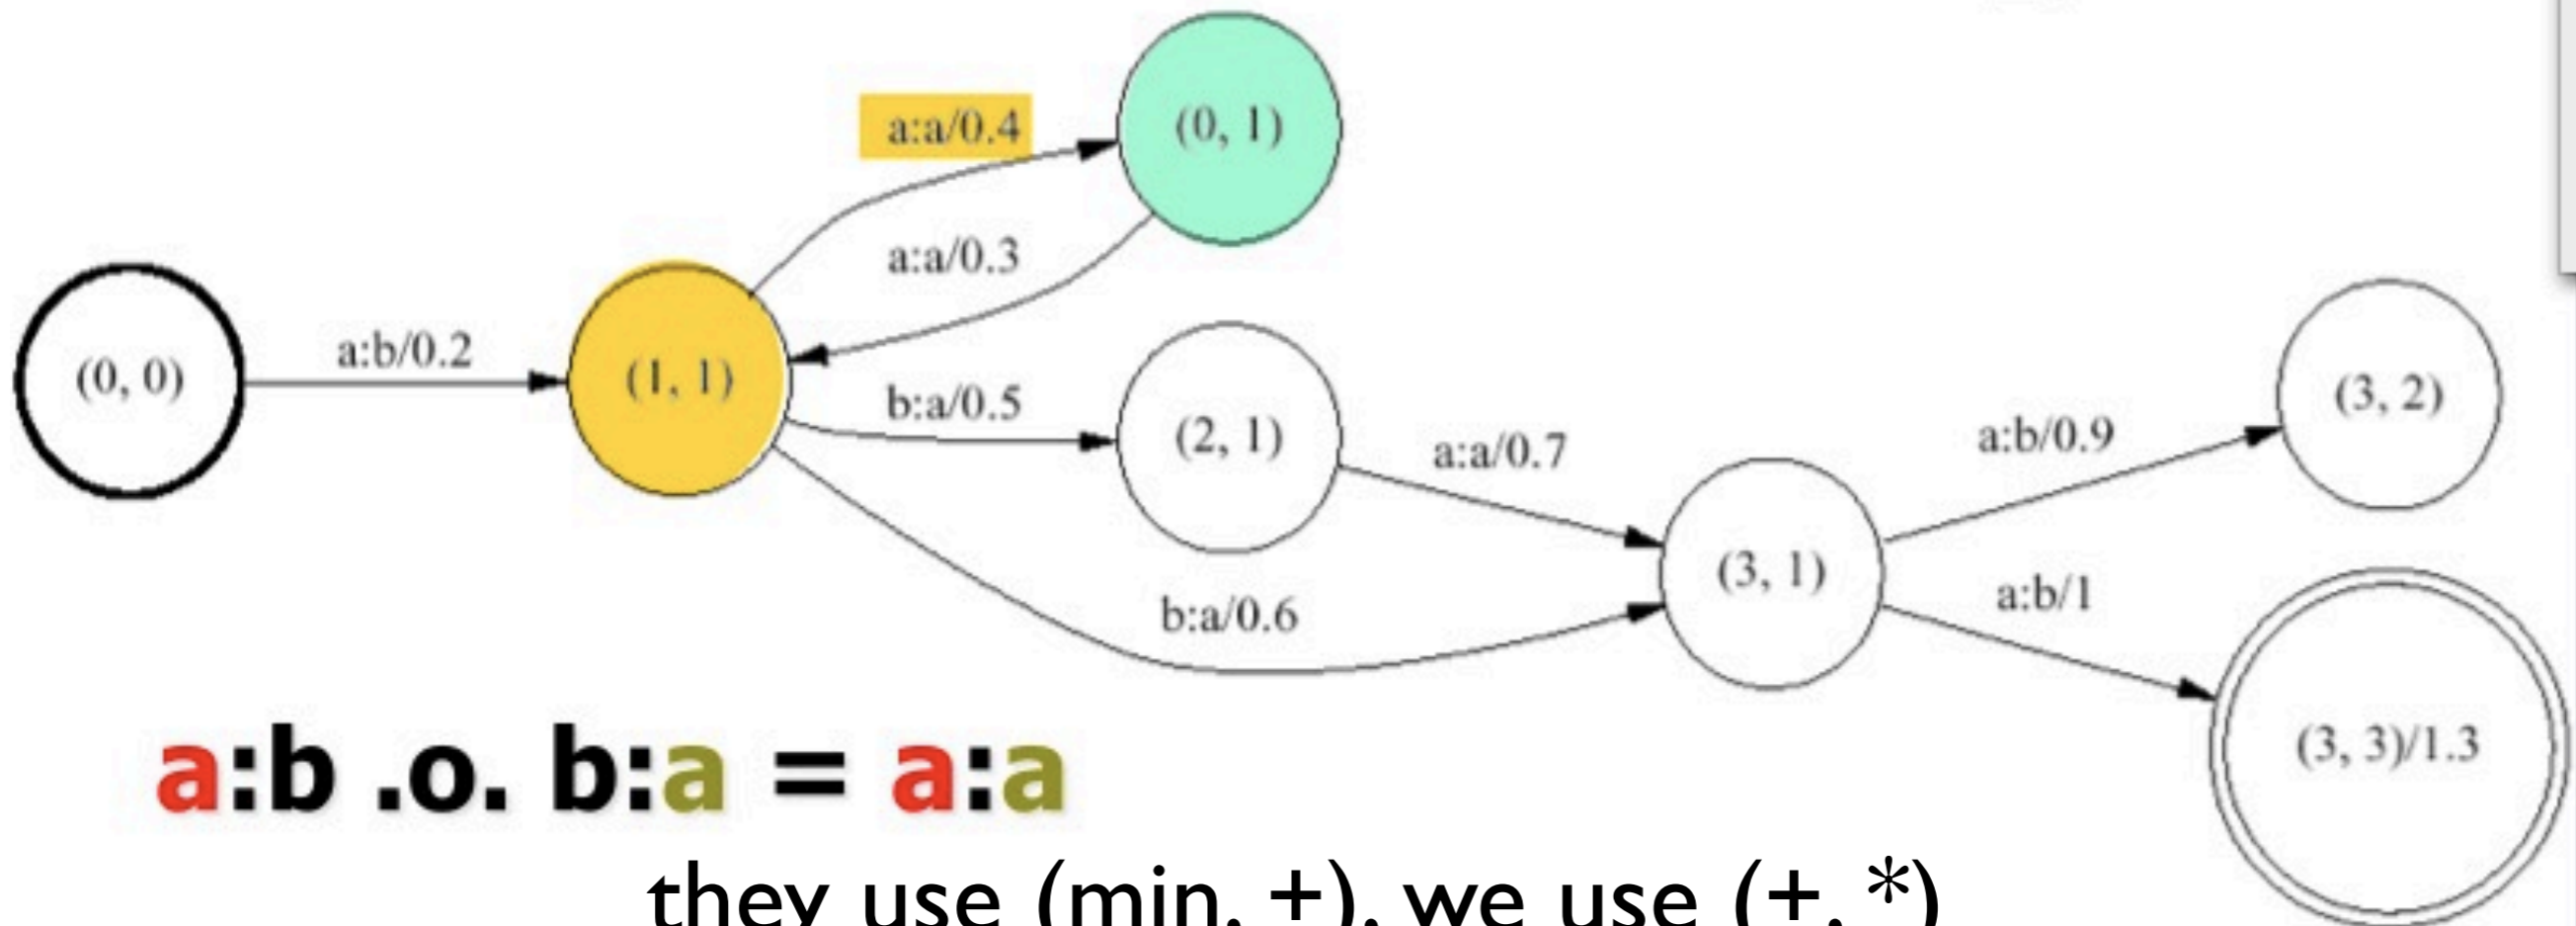 a:a/0.4
(0, 1)
a:a/0.3
(0, 0)
a:b/0.2
(1, 1)
b:a/0.5
(2, 1)
a:a/0.7
b:a/0.6
(3, 1)
a:b/0.9
(3, 2)
a:b/1
(3, 3)/1.3
a:b .o. b:a = a:a
they use (min, +), we use (+, *)